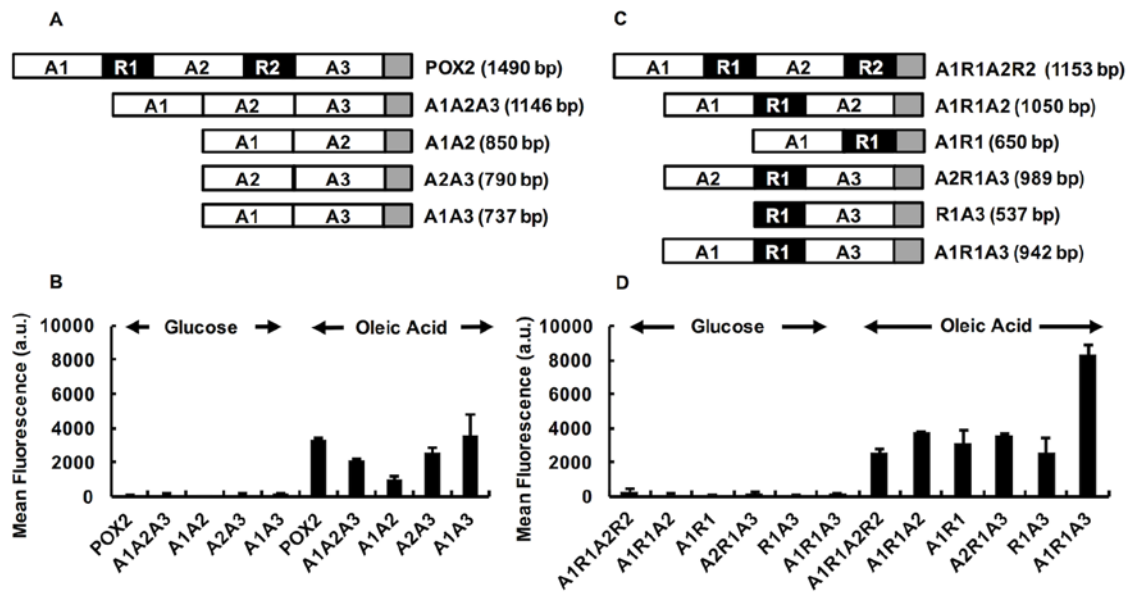 A
A1 R1 A2 R2 A3 POX2 (1490 bp)
A1 A2 A3 A1A2A3 (1146 bp)
A1 A2 A1A2 (850 bp)
A2 A3 A2A3 (790 bp)
A1 A3 A1A3 (737 bp)
B
Glucose Oleic Acid
Mean Fluorescence (a.u.)
10000
8000
6000
4000
2000
0
POX2 A1A2A3 A1A2 A2A3 A1A3 POX2 A1A2A3 A1A2 A2A3 A1A3
C
A1 R1 A2 R2 A1R1A2R2 (1153 bp)
A1 R1 A2 A1R1A2 (1050 bp)
A1 R1 A1R1 (650 bp)
A2 R1 A3 A2R1A3 (989 bp)
R1 A3 R1A3 (537 bp)
A1 R1 A3 A1R1A3 (942 bp)
D
Glucose Oleic Acid
Mean Fluorescence (a.u.)
10000
8000
6000
4000
2000
0
A1R1A2R2 A1R1A2 A1R1 A2R1A3 R1A3 A1R1A3 A1R1A2R2 A1R1A2 A1R1 A2R1A3 R1A3 A1R1A3